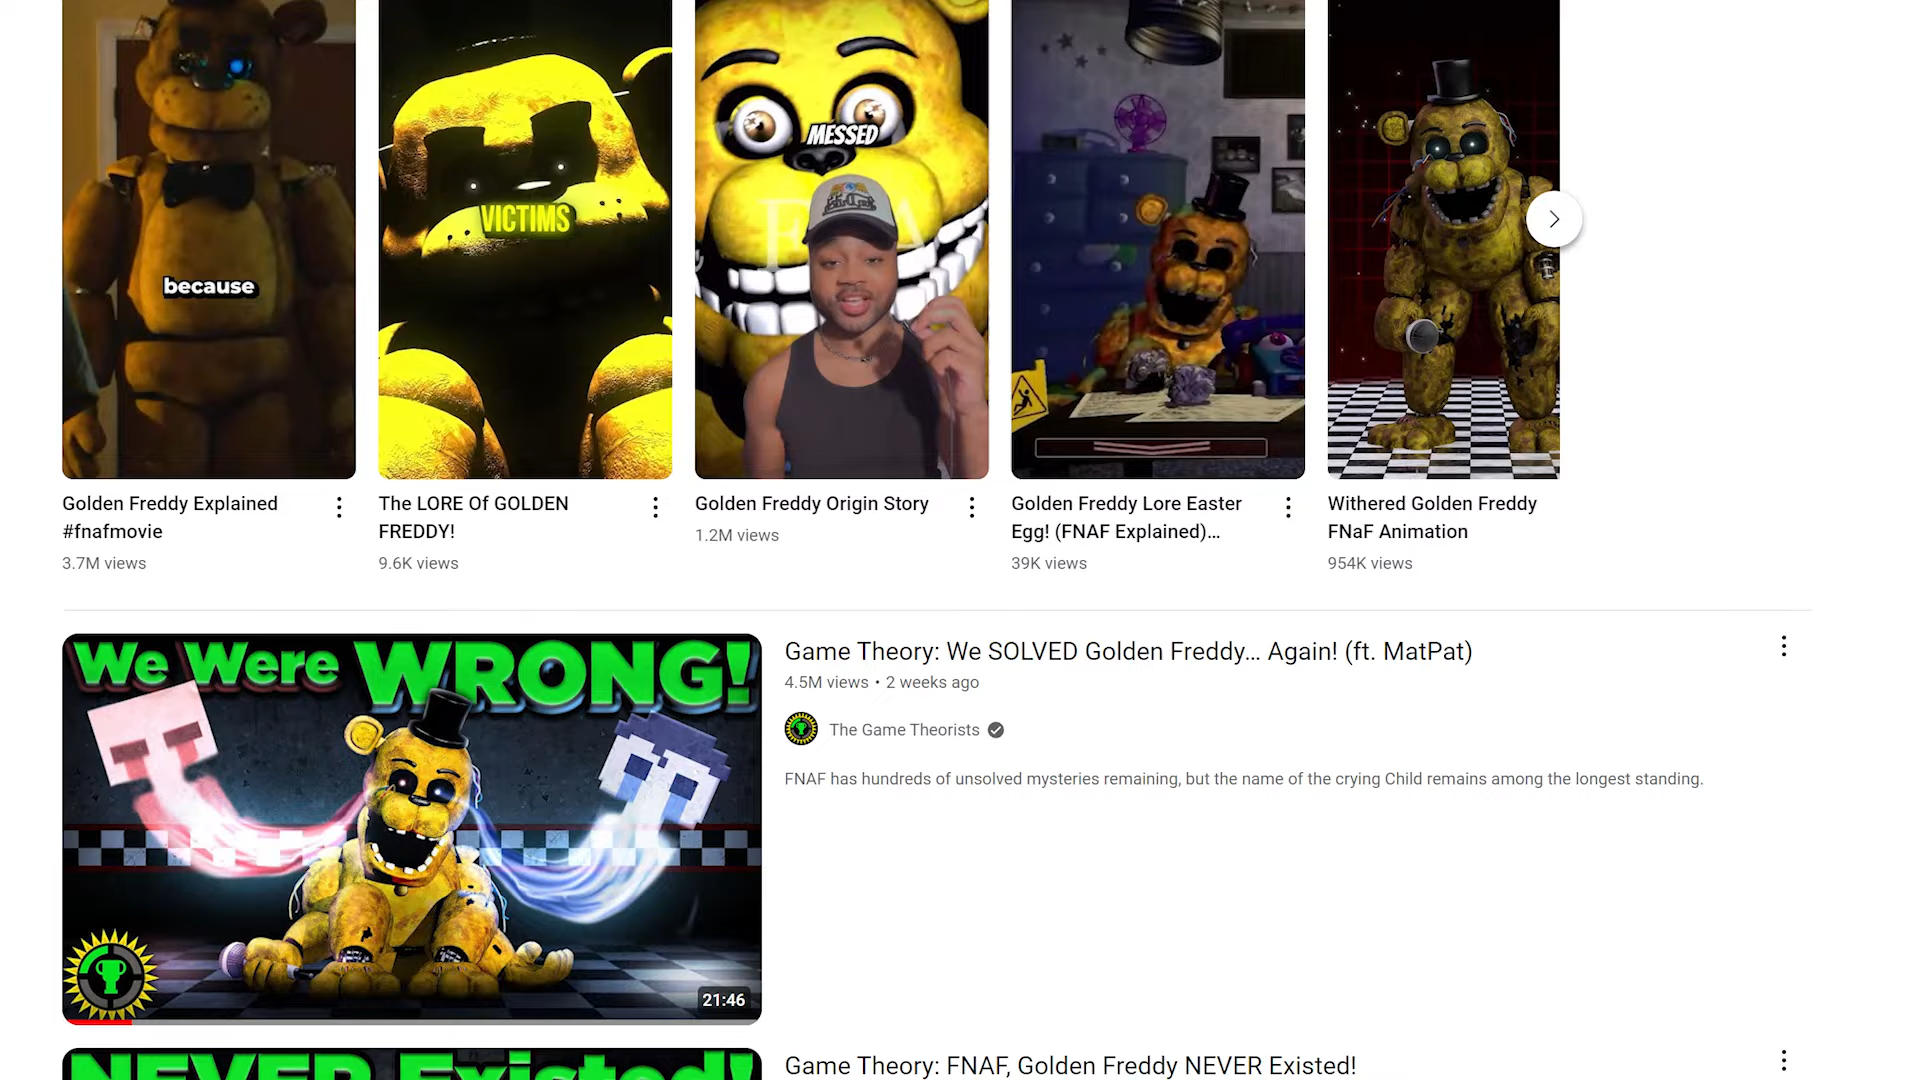 because
VICTIMS
MESSED
Golden Freddy Explained
#fnafmovie
3.7M views
The LORE Of GOLDEN
FREDDY!
9.6K views
Golden Freddy Origin Story
1.2M views
Golden Freddy Lore Easter
Egg! (FNAF Explained)...
39K views
Withered Golden Freddy
FNaF Animation
954K views
We Were WRONG!
21:46
Game Theory: We SOLVED Golden Freddy... Again! (ft. MatPat)
4.5M views • 2 weeks ago
The Game Theorists
FNAF has hundreds of unsolved mysteries remaining, but the name of the crying Child remains among the longest standing.
NEVER Existed!
Game Theory: FNAF, Golden Freddy NEVER Existed!